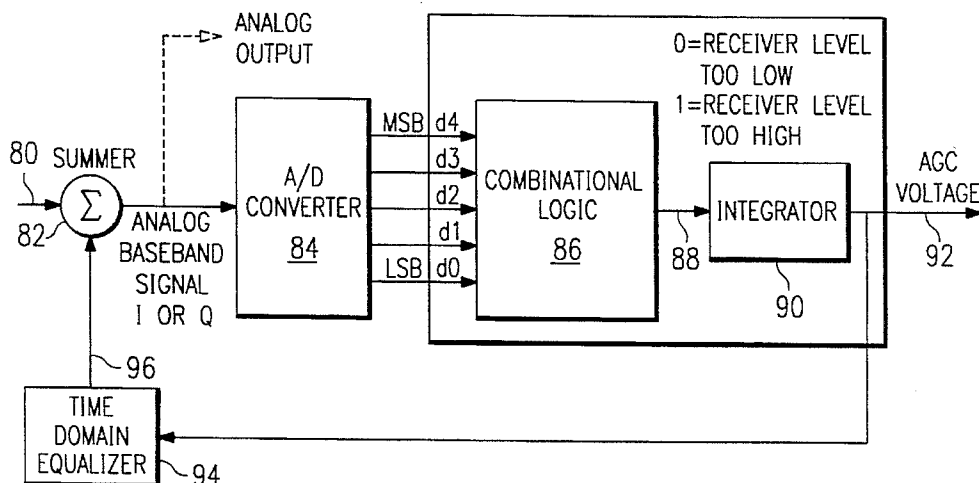 ANALOG
OUTPUT
0=RECEIVER LEVEL
TOO LOW
1=RECEIVER LEVEL
TOO HIGH
80
SUMMER
Σ
82
ANALOG
BASEBAND
SIGNAL
I OR Q
A/D
CONVERTER
84
MSB d4
d3
d2
d1
LSB d0
COMBINATIONAL
LOGIC
86
88
INTEGRATOR
90
AGC
VOLTAGE
92
96
TIME
DOMAIN
EQUALIZER
94